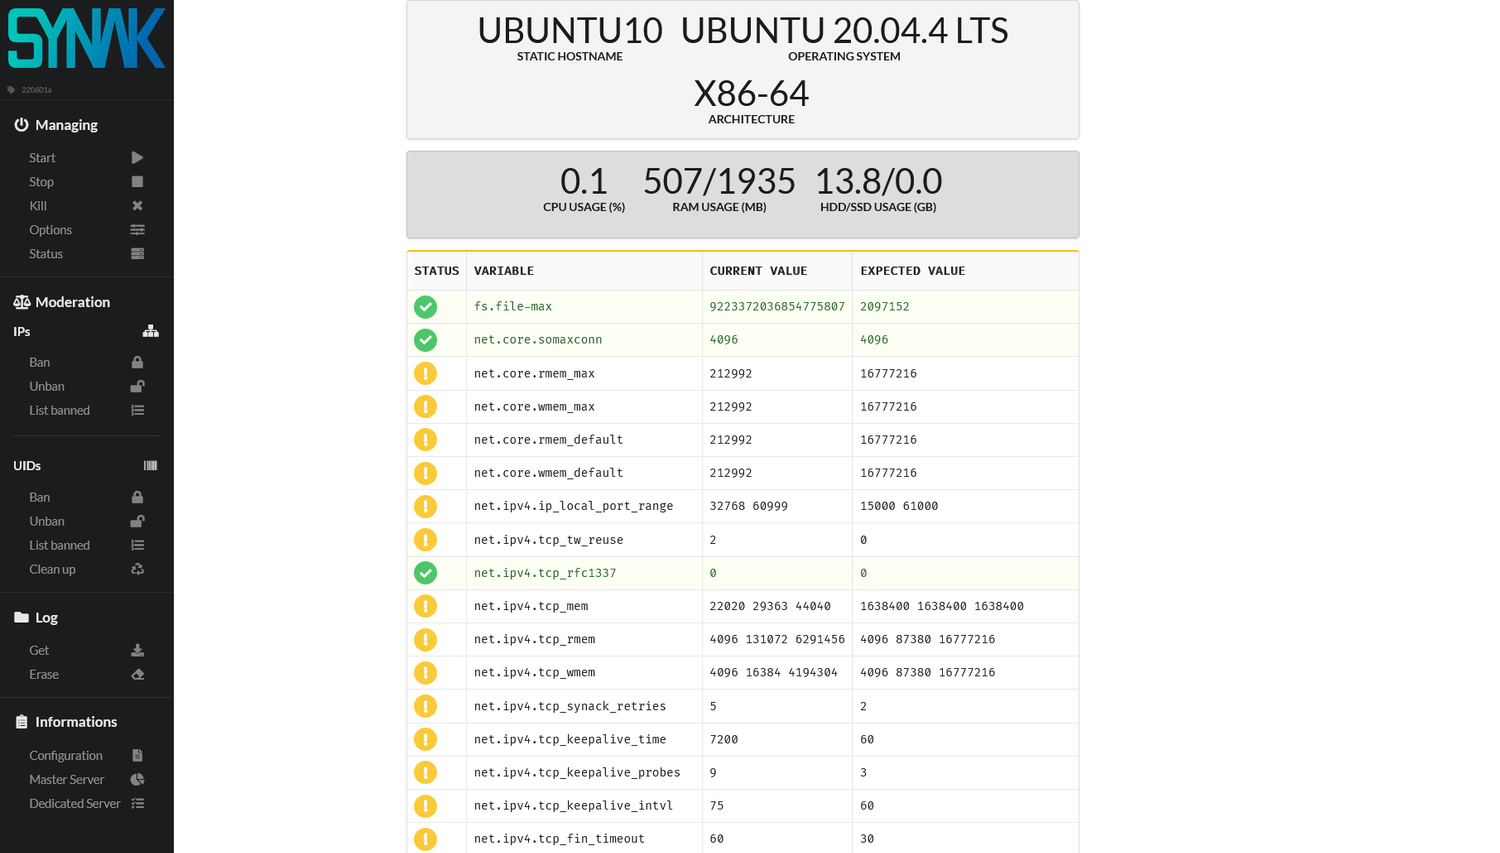 SYNAK
220601a
Managing
Start
Stop
Kill
Options
Status
Moderation
IPs
Ban
Unban
List banned
UIDs
Ban
Unban
List banned
Clean up
Log
Get
Erase
Informations
Configuration
Master Server
Dedicated Server
UBUNTU10 UBUNTU 20.04.4 LTS
STATIC HOSTNAME OPERATING SYSTEM
X86-64
ARCHITECTURE
0.1 507/1935 13.8/0.0
CPU USAGE (%) RAM USAGE (MB) HDD/SSD USAGE (GB)
STATUS VARIABLE CURRENT VALUE EXPECTED VALUE
fs.file-max 9223372036854775807 2097152
net.core.somaxconn 4096 4096
net.core.rmem_max 212992 16777216
net.core.wmem_max 212992 16777216
net.core.rmem_default 212992 16777216
net.core.wmem_default 212992 16777216
net.ipv4.ip_local_port_range 32768 60999 15000 61000
net.ipv4.tcp_tw_reuse 2 0
net.ipv4.tcp_rfc1337 0 0
net.ipv4.tcp_mem 22020 29363 44040 1638400 1638400 1638400
net.ipv4.tcp_rmem 4096 131072 6291456 4096 87380 16777216
net.ipv4.tcp_wmem 4096 16384 4194304 4096 87380 16777216
net.ipv4.tcp_synack_retries 5 2
net.ipv4.tcp_keepalive_time 7200 60
net.ipv4.tcp_keepalive_probes 9 3
net.ipv4.tcp_keepalive_intvl 75 60
net.ipv4.tcp_fin_timeout 60 30